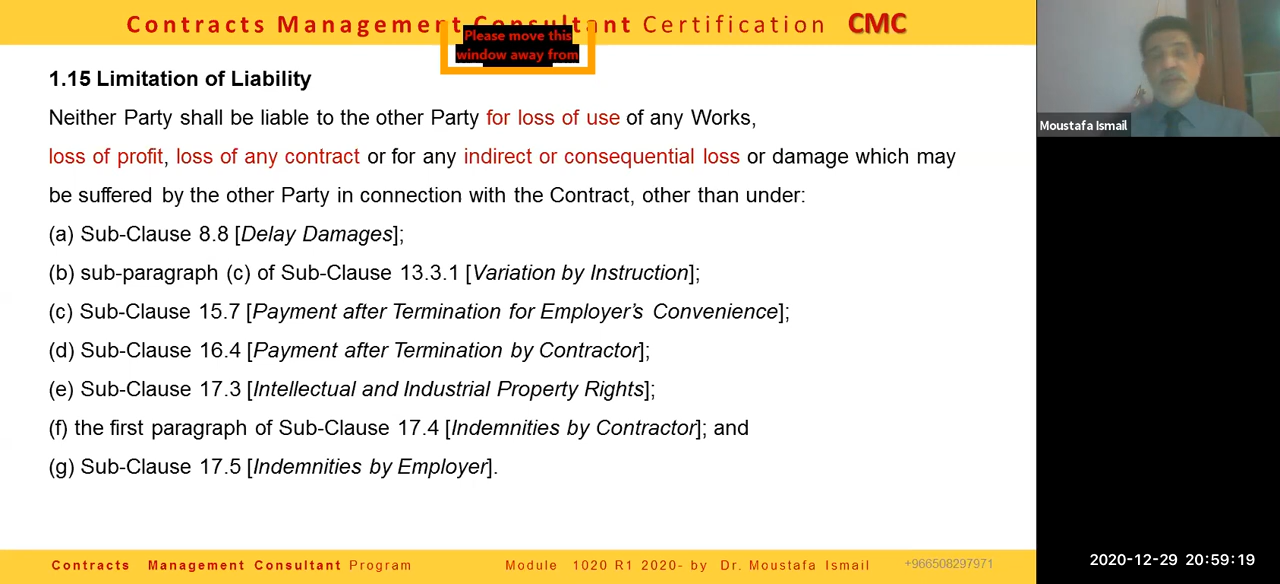 Contracts Management Consultant Certification CMC
Please move this
window away from
1.15 Limitation of Liability
Neither Party shall be liable to the other Party for loss of use of any Works,
loss of profit, loss of any contract or for any indirect or consequential loss or damage which may
be suffered by the other Party in connection with the Contract, other than under:
(a) Sub-Clause 8.8 [Delay Damages];
(b) sub-paragraph (c) of Sub-Clause 13.3.1 [Variation by Instruction];
(c) Sub-Clause 15.7 [Payment after Termination for Employer’s Convenience];
(d) Sub-Clause 16.4 [Payment after Termination by Contractor];
(e) Sub-Clause 17.3 [Intellectual and Industrial Property Rights];
(f) the first paragraph of Sub-Clause 17.4 [Indemnities by Contractor]; and
(g) Sub-Clause 17.5 [Indemnities by Employer].
Contracts Management Consultant Program Module 1020 R1 2020- by Dr. Moustafa Ismail +966508297971
Moustafa Ismail
2020-12-29 20:59:19